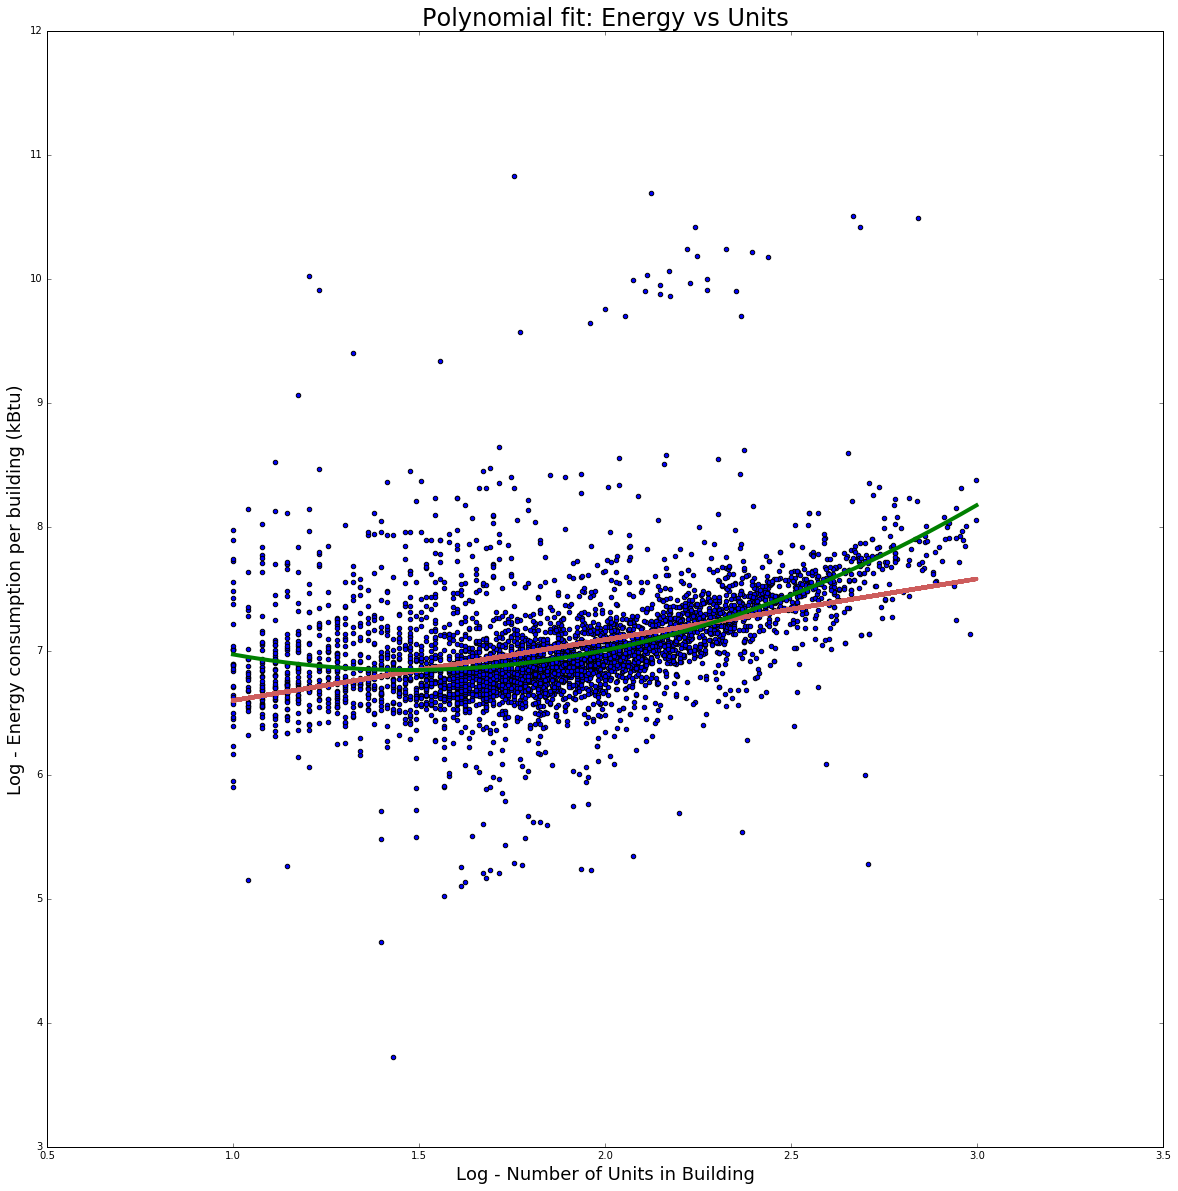 Polynomial fit: Energy vs Units
12
11
10
9
8
7
6
5
4
3
Log - Energy consumption per building (kBtu)
0.5 1.0 1.5 2.0 2.5 3.0 3.5
Log - Number of Units in Building